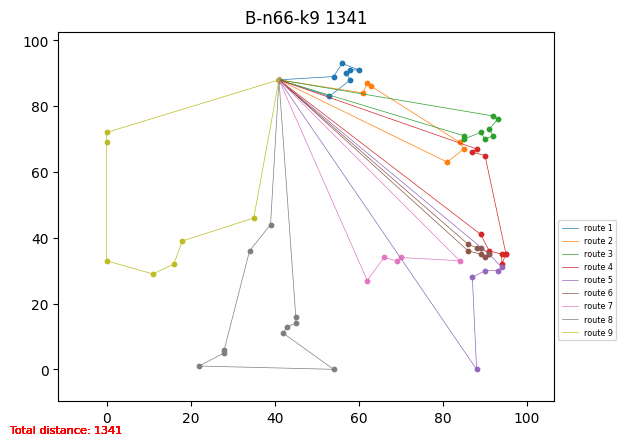 B-n66-k9 1341
100
80
60
40
20
0
0 20 40 60 80 100
route 1
route 2
route 3
route 4
route 5
route 6
route 7
route 8
route 9
Total distance: 1341